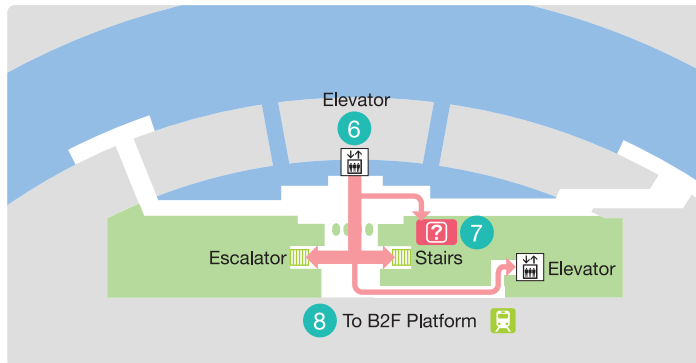 Elevator
6
? 7
Escalator
Stairs
Elevator
8 To B2F Platform